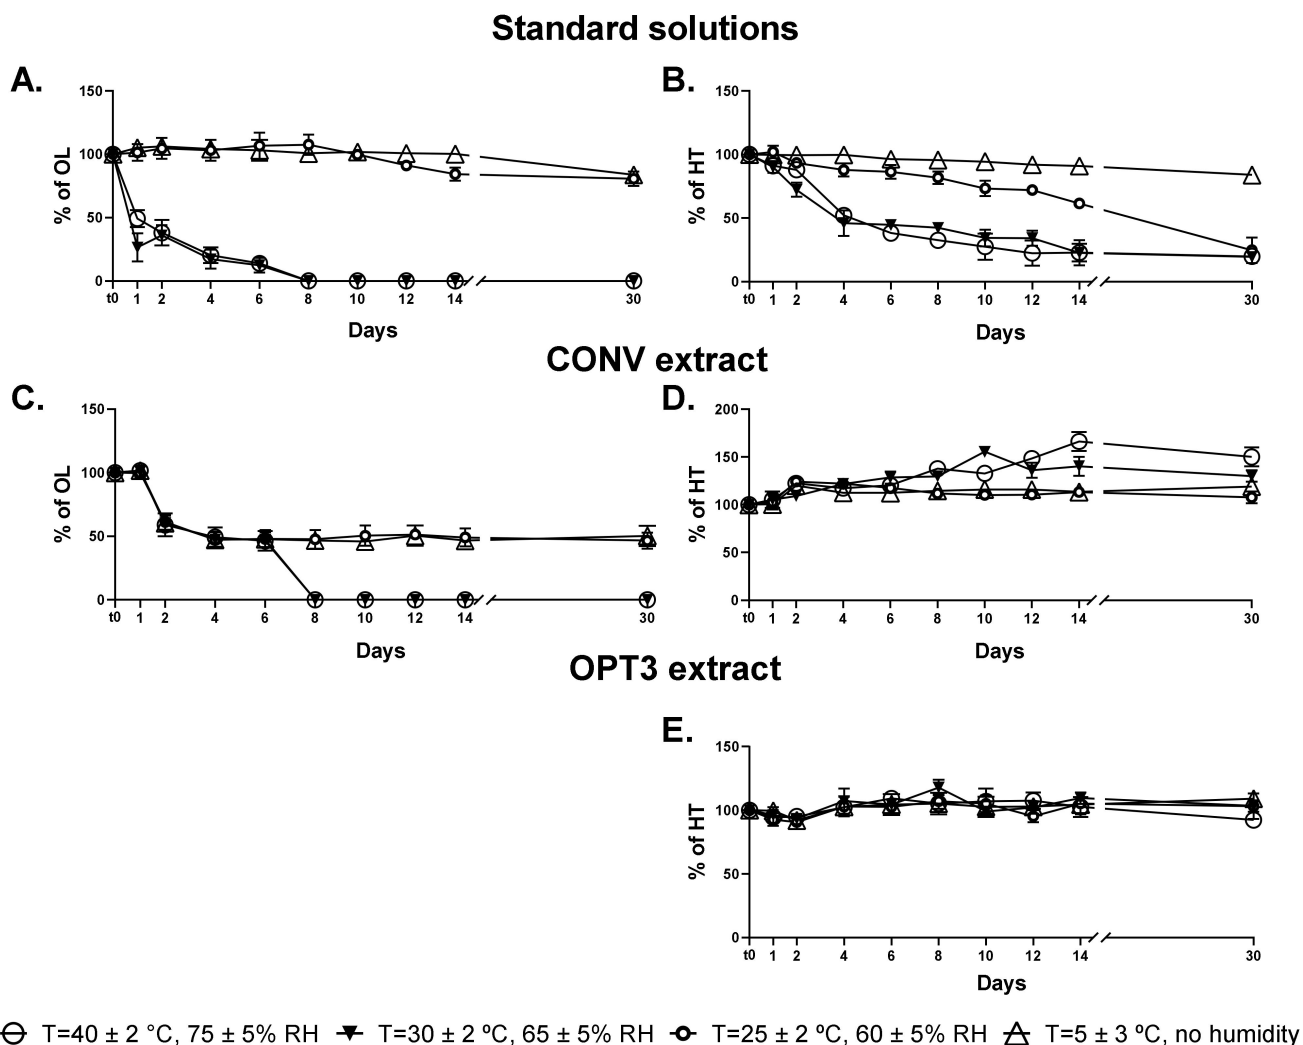 Standard solutions
A.
150
100
50
0
% of OL
t0 1 2 4 6 8 10 12 14 30
Days
B.
150
100
50
0
% of HT
t0 1 2 4 6 8 10 12 14 30
Days
CONV extract
C.
150
100
50
0
% of OL
t0 1 2 4 6 8 10 12 14 30
Days
D.
200
150
100
50
0
% of HT
t0 1 2 4 6 8 10 12 14 30
Days
OPT3 extract
E.
150
100
50
0
% of HT
t0 1 2 4 6 8 10 12 14 30
Days
T=40 ± 2 °C, 75 ± 5% RH T=30 ± 2 ºC, 65 ± 5% RH T=25 ± 2 ºC, 60 ± 5% RH T=5 ± 3 ºC, no humidity